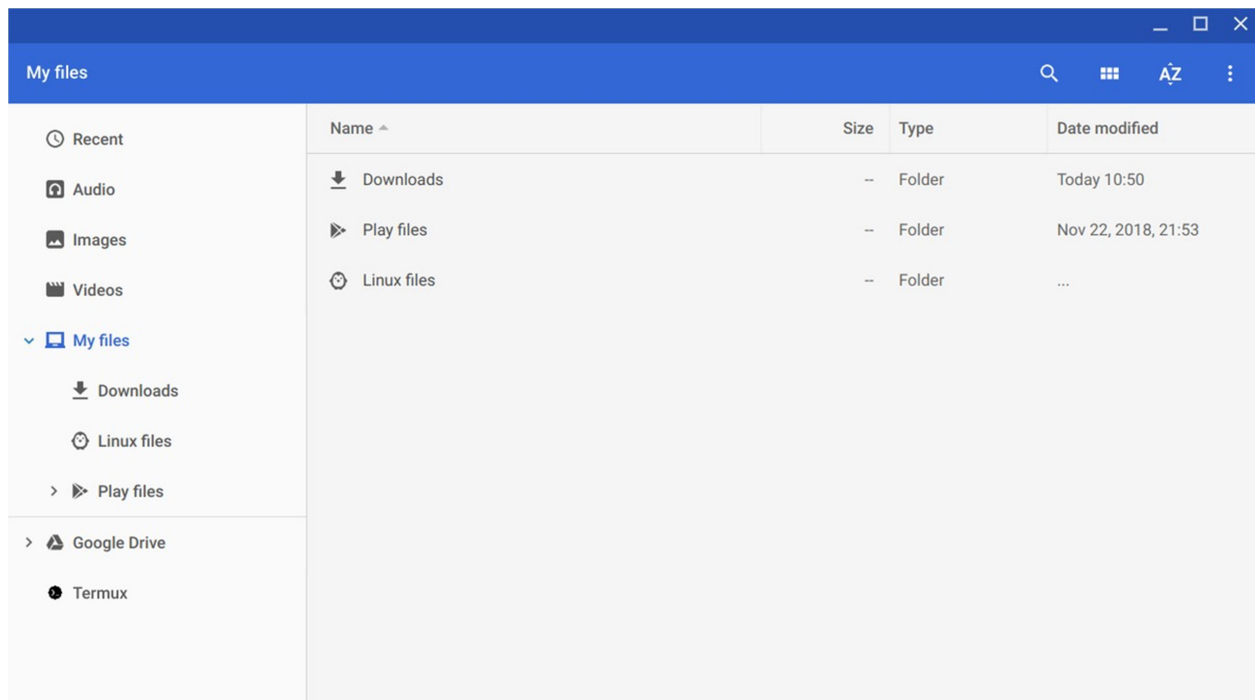 My files
AZ
Recent
Audio
Images
Videos
My files
Downloads
Linux files
Play files
Google Drive
Termux
Name Size Type Date modified
Downloads -- Folder Today 10:50
Play files -- Folder Nov 22, 2018, 21:53
Linux files -- Folder ...